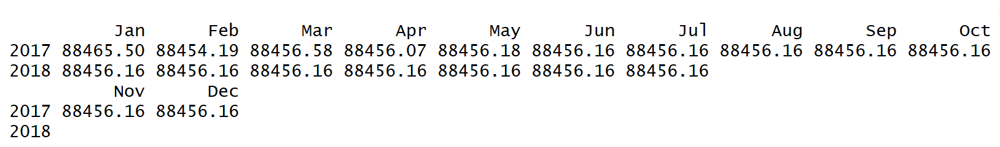 Jan Feb Mar Apr May Jun Jul Aug Sep Oct
2017 88465.50 88454.19 88456.58 88456.07 88456.18 88456.16 88456.16 88456.16 88456.16 88456.16
2018 88456.16 88456.16 88456.16 88456.16 88456.16 88456.16 88456.16
Nov Dec
2017 88456.16 88456.16
2018